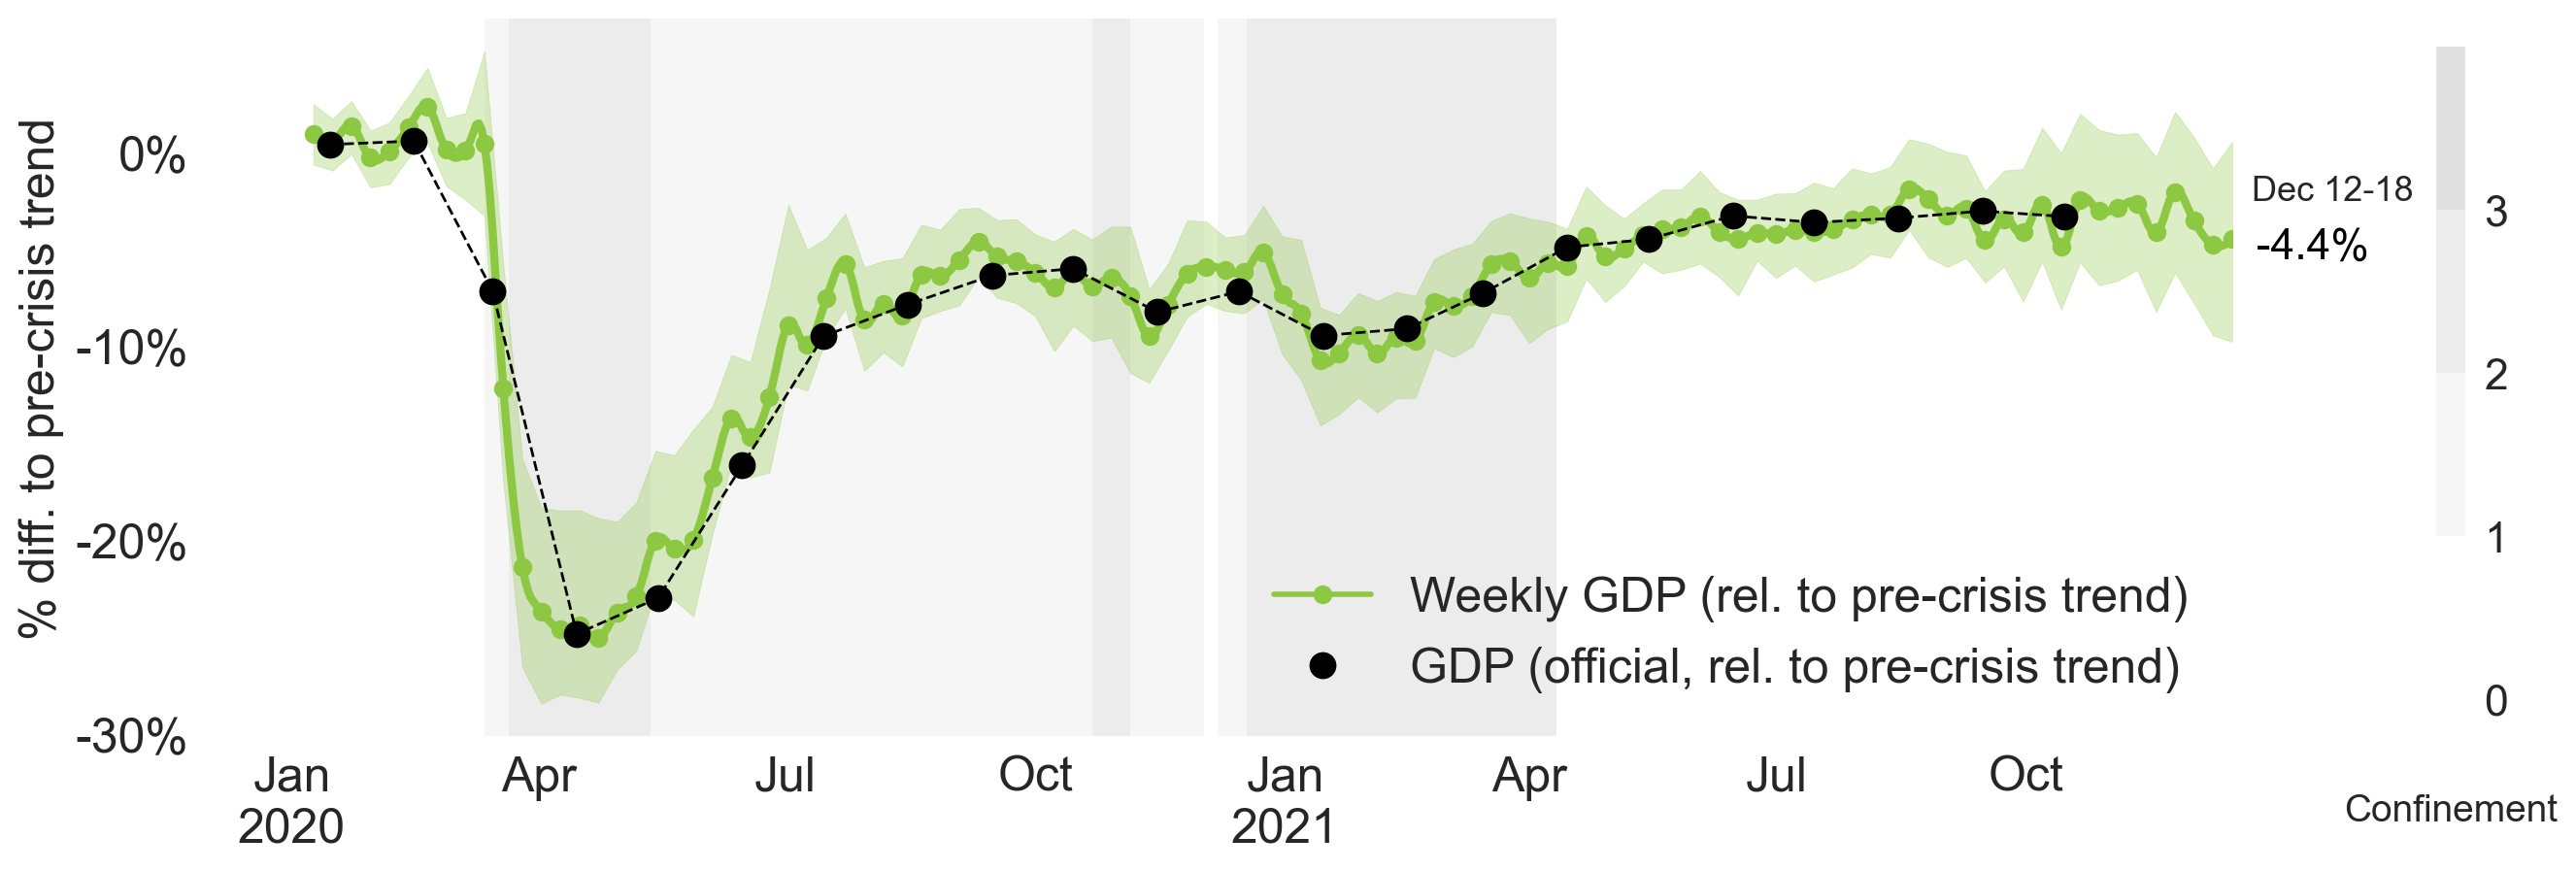 % diff. to pre-crisis trend
0%
-10%
-20%
-30%
Jan
2020
Apr
Jul
Oct
Jan
2021
Apr
Jul
Oct
Dec 12-18
-4.4%
Weekly GDP (rel. to pre-crisis trend)
GDP (official, rel. to pre-crisis trend)
3
2
1
0
Confinement